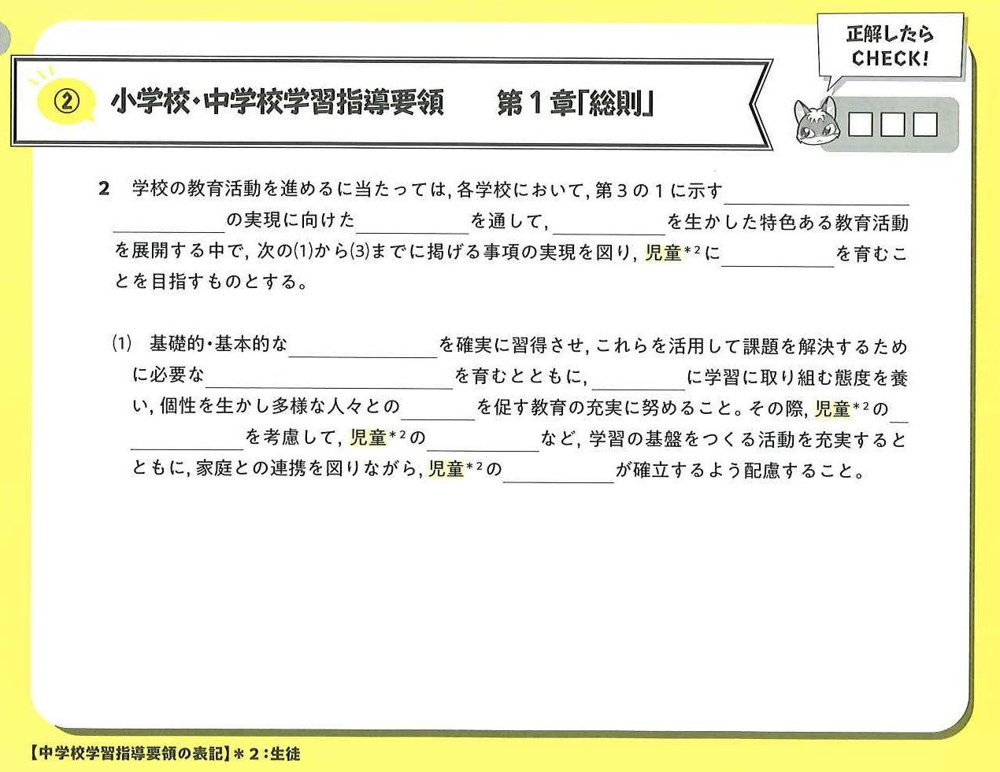 正解したら
CHECK!
② 小学校・中学校学習指導要領 第1章「総則」
2 学校の教育活動を進めるに当たっては,各学校において,第3の1に示す＿＿＿＿＿＿＿＿＿＿
＿＿＿＿＿＿の実現に向けた＿＿＿＿＿＿を通して,＿＿＿＿＿＿を生かした特色ある教育活動
を展開する中で,次の(1)から(3)までに掲げる事項の実現を図り,児童*2に＿＿＿＿＿＿を育むこ
とを目指すものとする。
(1) 基礎的・基本的な＿＿＿＿＿＿＿＿を確実に習得させ,これらを活用して課題を解決するため
に必要な＿＿＿＿＿＿＿＿＿＿＿＿＿を育むとともに,＿＿＿＿＿に学習に取り組む態度を養
い,個性を生かし多様な人々との＿＿＿＿を促す教育の充実に努めること。その際,児童*2の＿
＿＿＿＿＿＿を考慮して,児童*2の＿＿＿＿＿＿など,学習の基盤をつくる活動を充実すると
ともに,家庭との連携を図りながら,児童*2の＿＿＿＿＿＿が確立するよう配慮すること。
【中学校学習指導要領の表記】*2:生徒